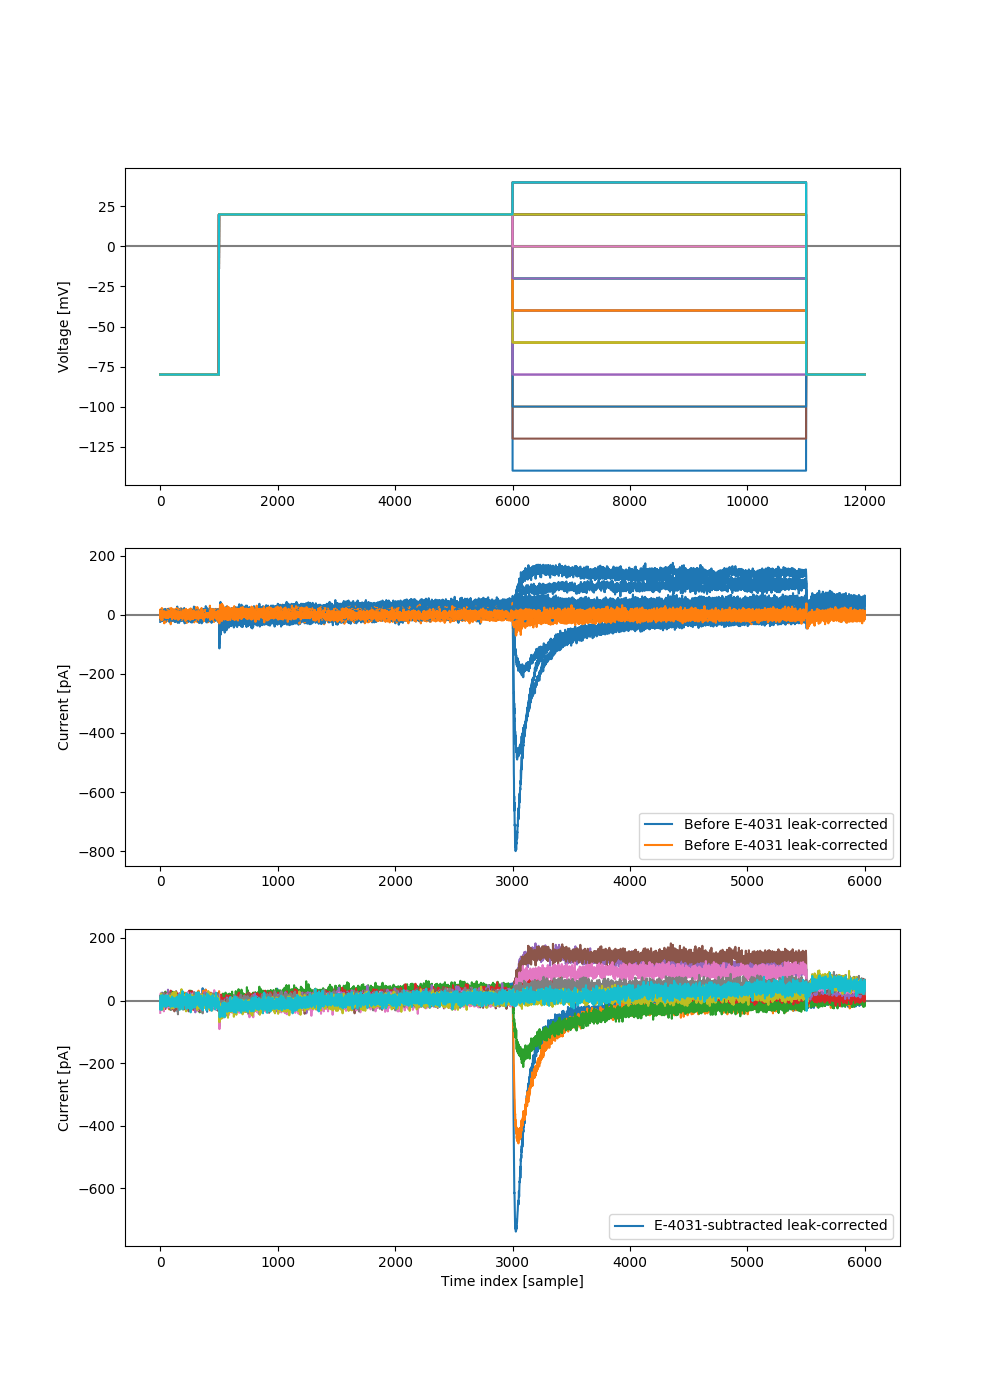 25
0
−25
−50
−75
−100
−125
Voltage [mV]
0 2000 4000 6000 8000 10000 12000
200
0
−200
−400
−600
−800
Current [pA]
Before E-4031 leak-corrected
Before E-4031 leak-corrected
0 1000 2000 3000 4000 5000 6000
200
0
−200
−400
−600
Current [pA]
E-4031-subtracted leak-corrected
0 1000 2000 3000 4000 5000 6000
Time index [sample]